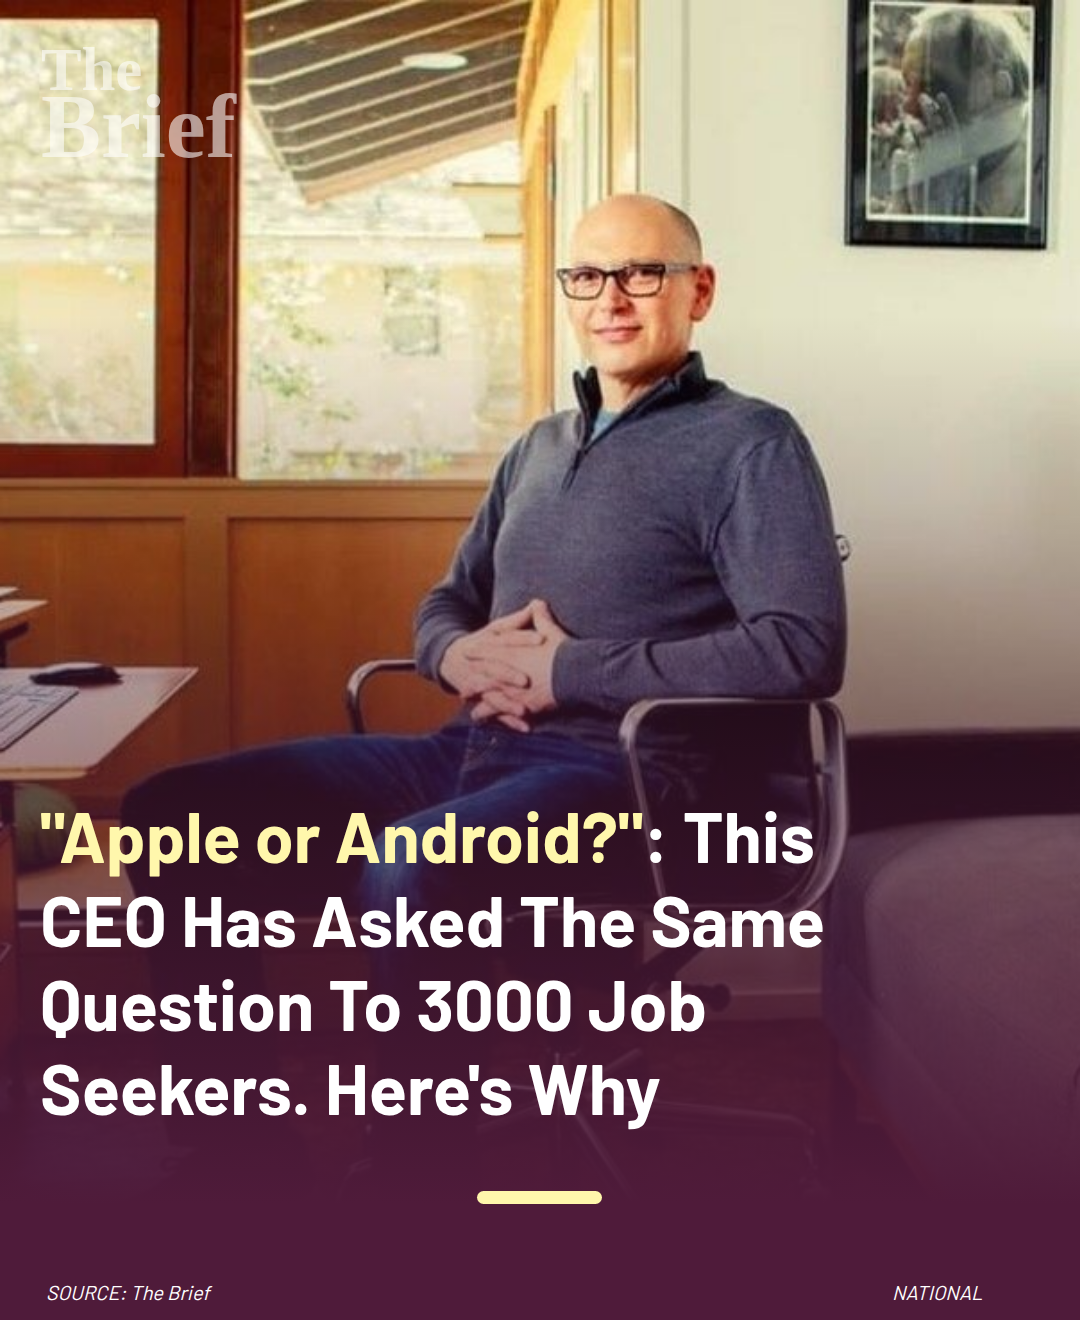 The
Brief
"Apple or Android?": This
CEO Has Asked The Same
Question To 3000 Job
Seekers. Here's Why
SOURCE: The Brief
NATIONAL